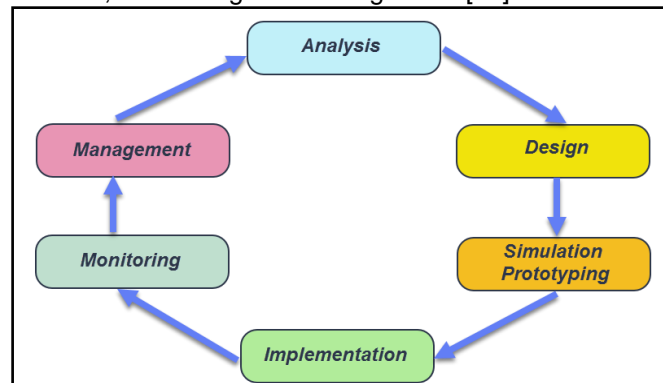 Analysis
Management
Design
Monitoring
Simulation
Prototyping
Implementation